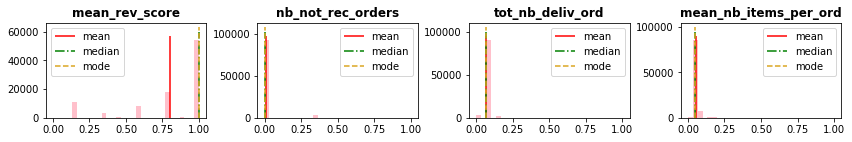 mean_rev_score
60000
40000
20000
0
0.00 0.25 0.50 0.75 1.00
mean
median
mode
nb_not_rec_orders
100000
50000
0
0.00 0.25 0.50 0.75 1.00
mean
median
mode
tot_nb_deliv_ord
100000
50000
0
0.00 0.25 0.50 0.75 1.00
mean
median
mode
mean_nb_items_per_ord
100000
50000
0
0.00 0.25 0.50 0.75 1.00
mean
median
mode